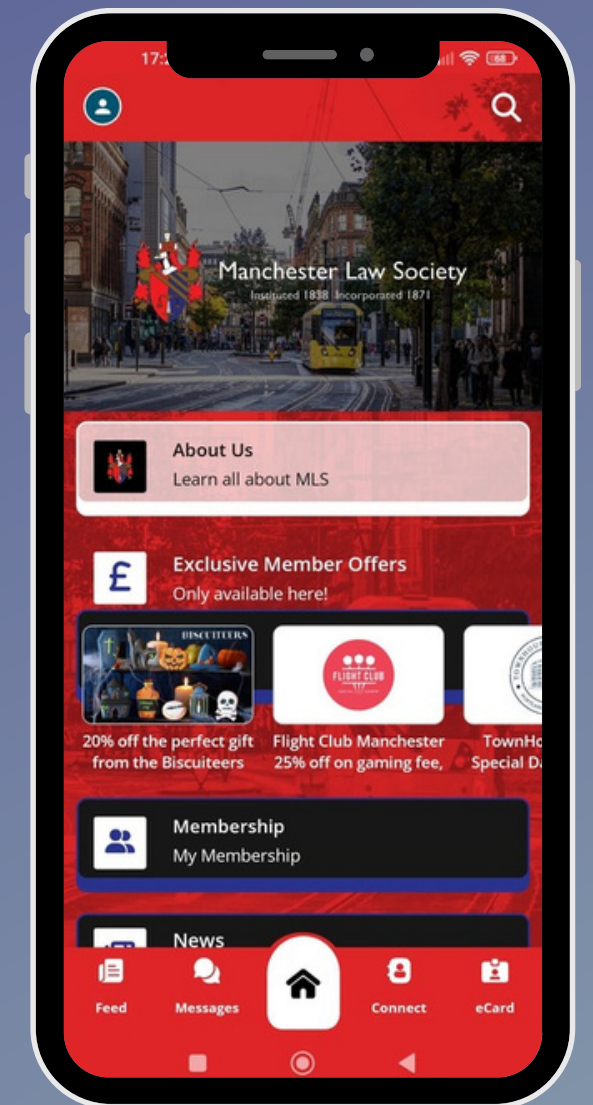 17:
68
Manchester Law Society
Instituted 1838 Incorporated 1871
About Us
Learn all about MLS
£
Exclusive Member Offers
Only available here!
BISCUITEERS
FLIGHT CLUB
20% off the perfect gift
from the Biscuiteers
Flight Club Manchester
25% off on gaming fee,
TownHo
Special Da
Membership
My Membership
News
Feed
Messages
Connect
eCard